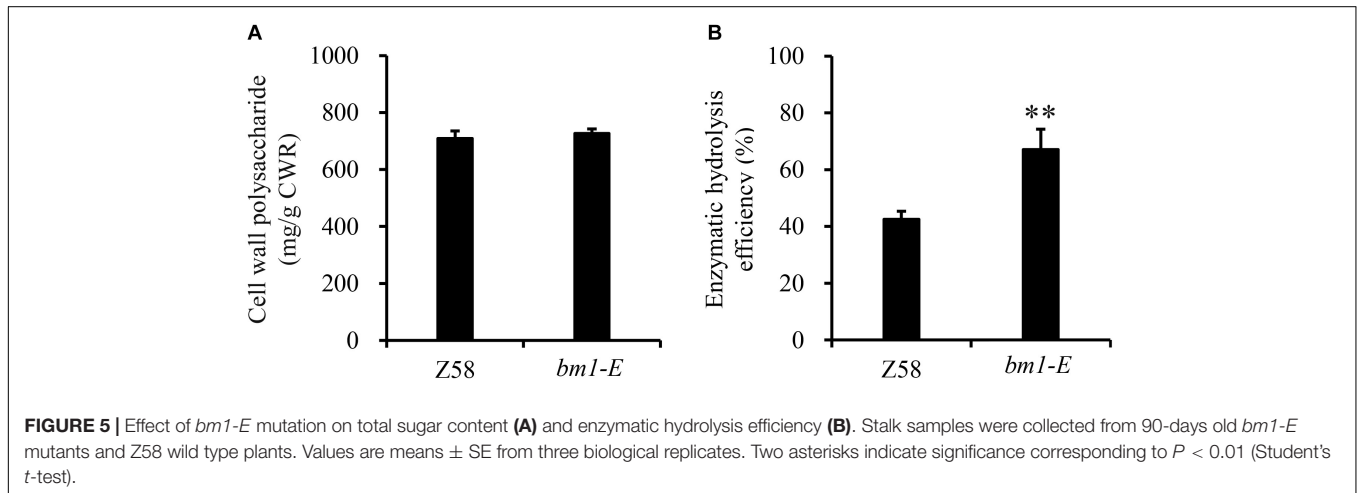 A
1000
800
600
400
200
0
Cell wall polysaccharide
(mg/g CWR)
Z58
bm1-E
B
100
80
60
40
20
0
Enzymatic hydrolysis
efficiency (%)
**
Z58
bm1-E
FIGURE 5 | Effect of bm1-E mutation on total sugar content (A) and enzymatic hydrolysis efficiency (B). Stalk samples were collected from 90-days old bm1-E
mutants and Z58 wild type plants. Values are means ± SE from three biological replicates. Two asterisks indicate significance corresponding to P < 0.01 (Student's
t-test).